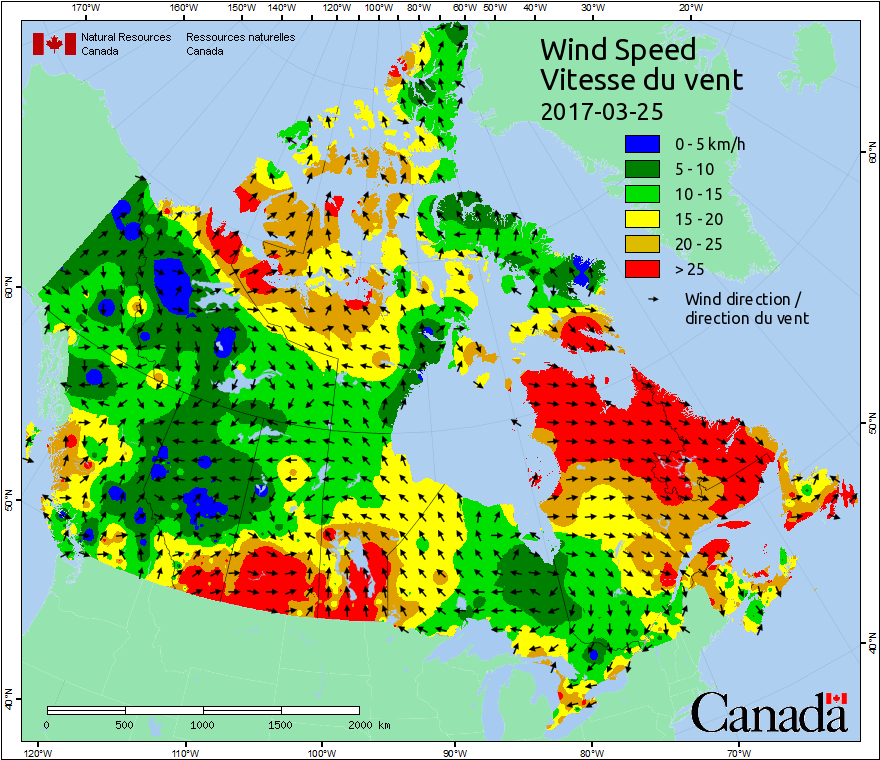 170°W 160°W 150°W 140°W 130°W 120°W 110°W 100°W 90°W 80°W 70°W 60°W 50°W 40°W 30°W 20°W
Natural Resources Ressources naturelles
Canada Canada
Wind Speed
Vitesse du vent
2017-03-25
0 - 5 km/h
5 - 10
10 - 15
15 - 20
20 - 25
> 25
Wind direction /
direction du vent
60°N
60°N
50°N
50°N
40°N
40°N
Canada
0 500 1000 1500 2000 km
120°W 110°W 100°W 90°W 80°W 70°W